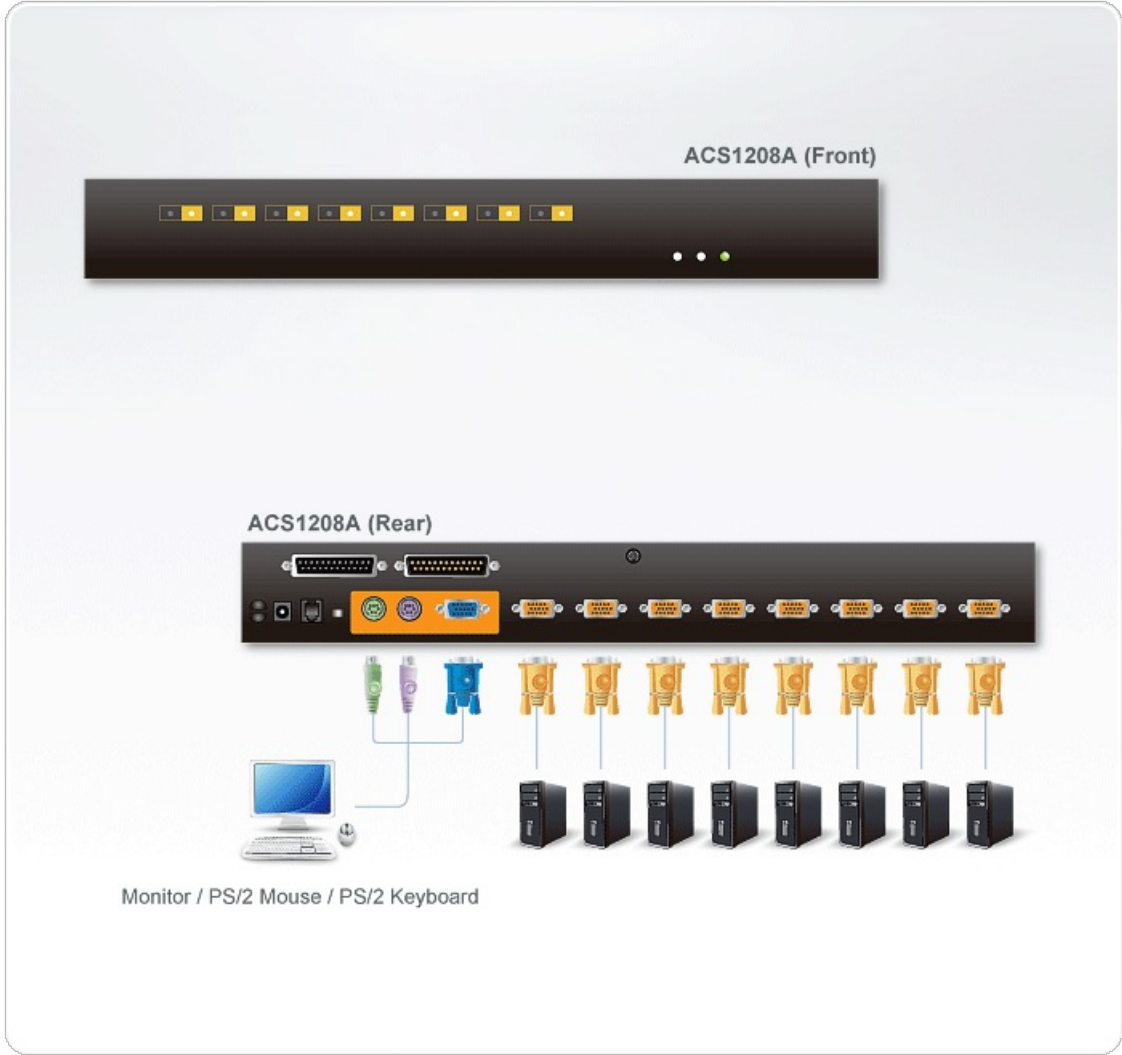 ACS1208A (Front)
ACS1208A (Rear)
Monitor / PS/2 Mouse / PS/2 Keyboard